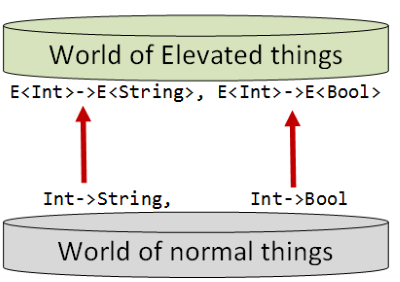 World of Elevated things
E<Int>->E<String>, E<Int>->E<Bool>
Int->String, Int->Bool
World of normal things